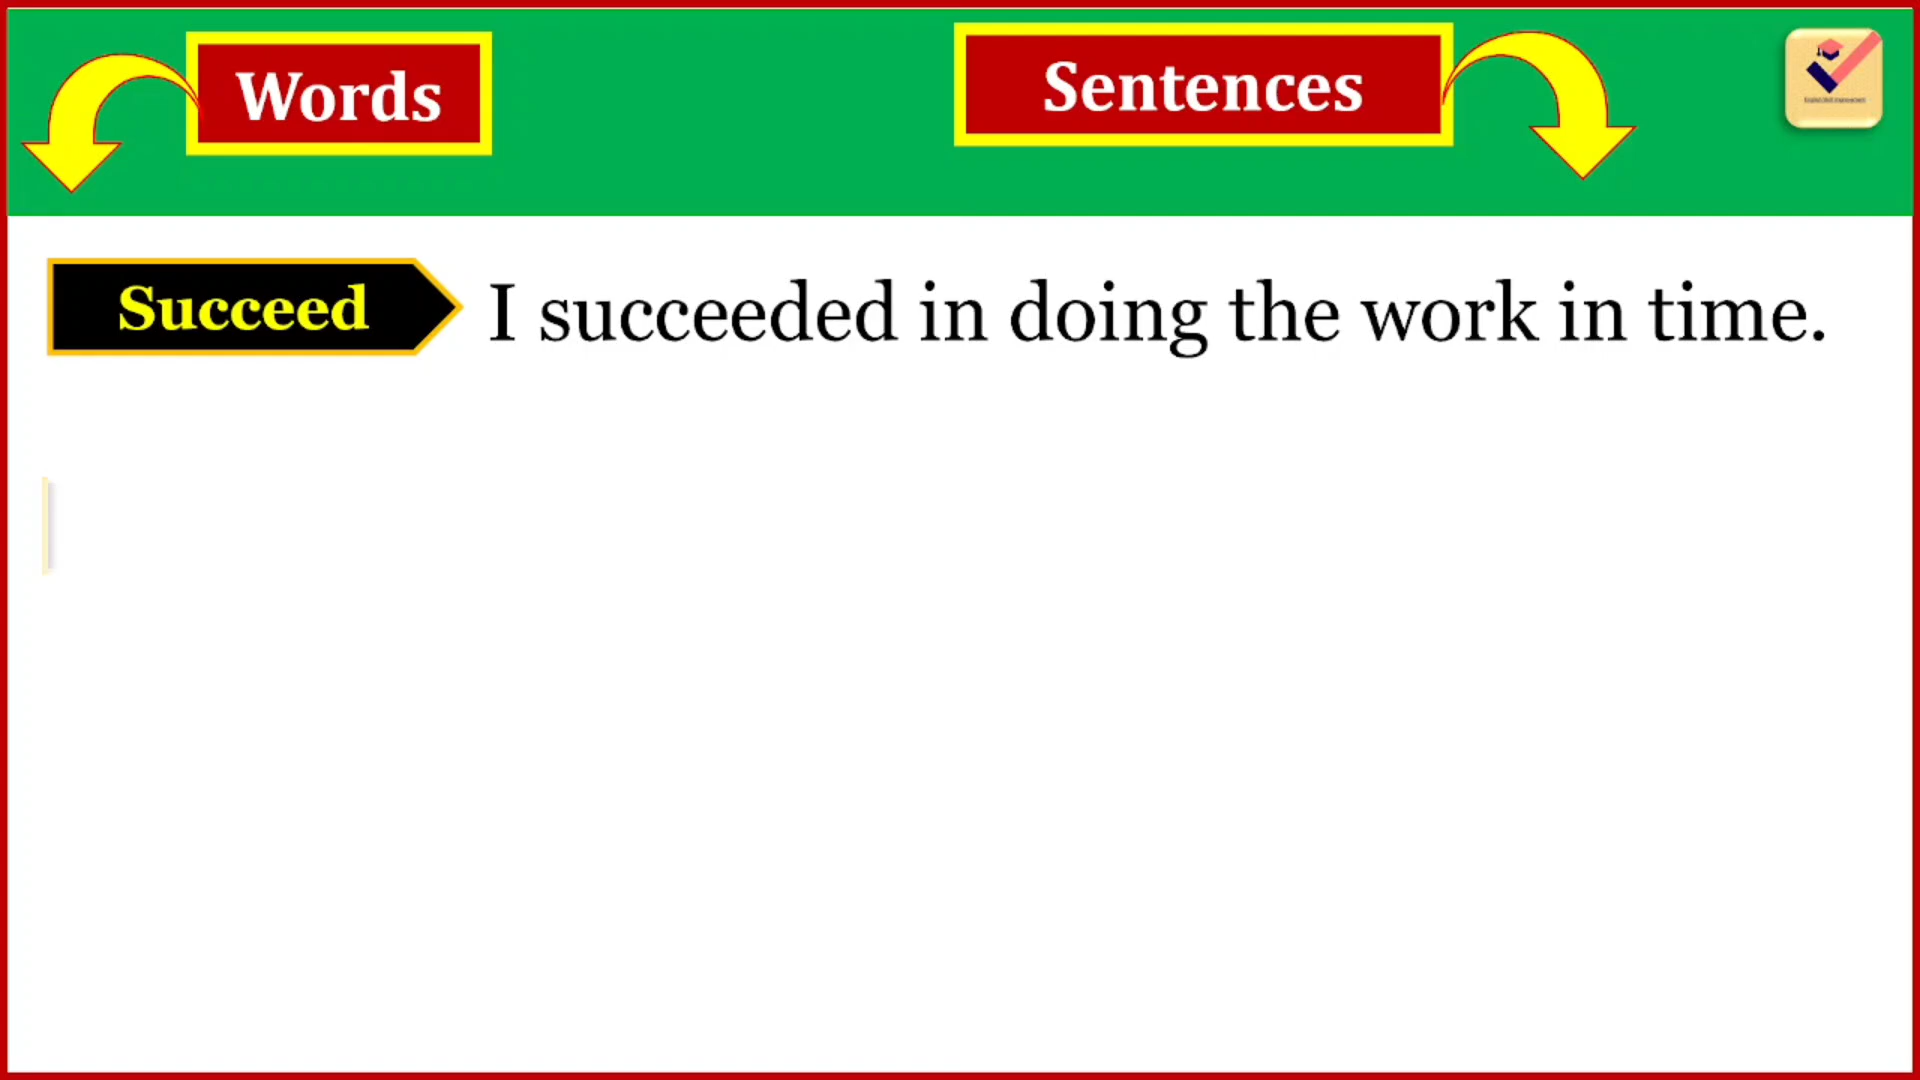 Words
Sentences
Succeed
I succeeded in doing the work in time.